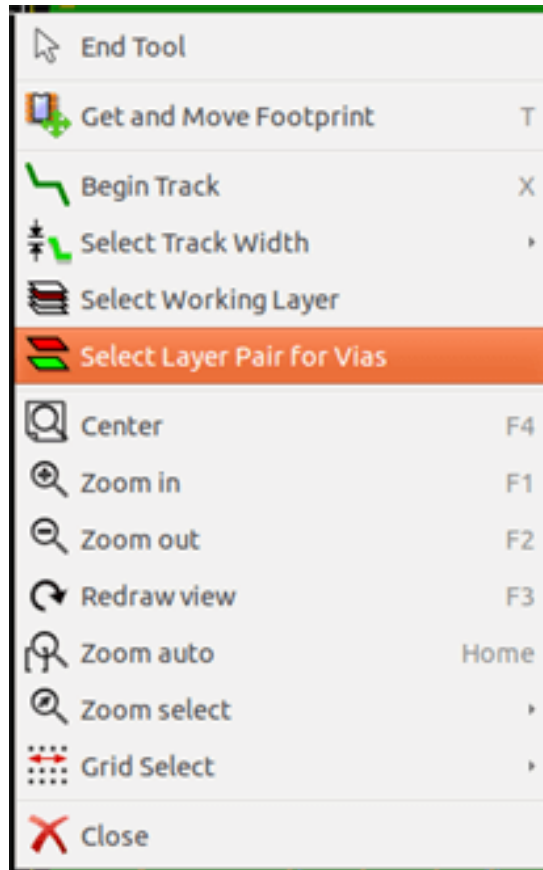 End Tool
Get and Move Footprint T
Begin Track X
Select Track Width
Select Working Layer
Select Layer Pair for Vias
Center F4
Zoom in F1
Zoom out F2
Redraw view F3
Zoom auto Home
Zoom select
Grid Select
Close